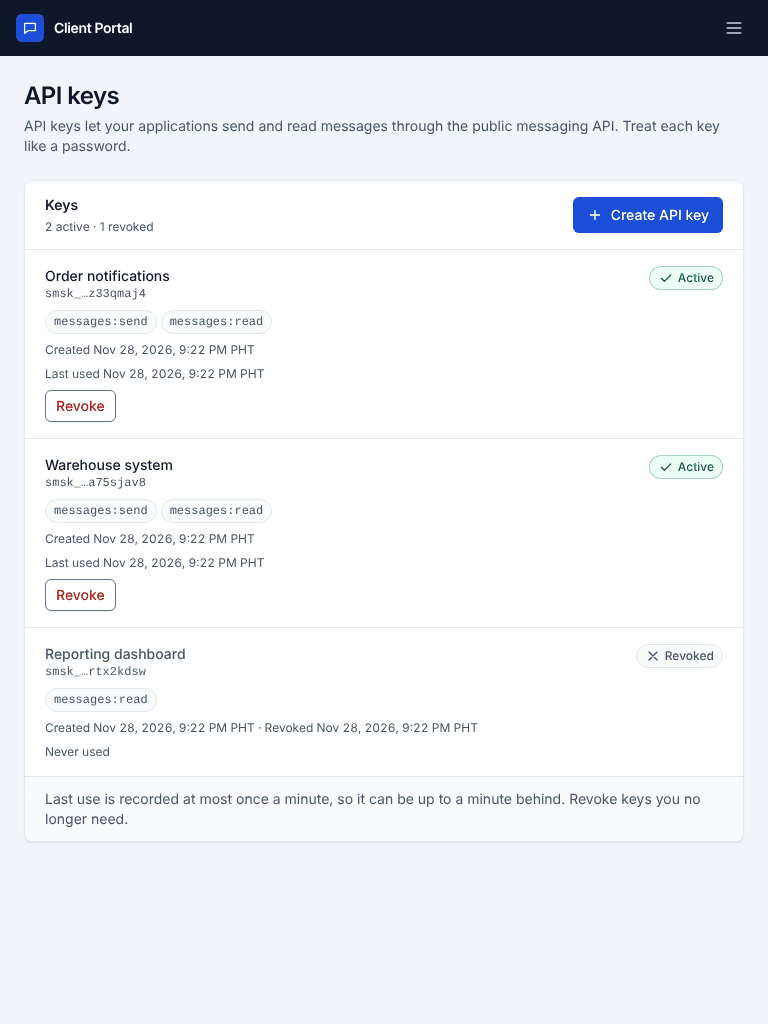 Client Portal
API keys
API keys let your applications send and read messages through the public messaging API. Treat each key
like a password.
Keys
2 active · 1 revoked
Create API key
Order notifications
Active
smsk_…z33qmaj4
messages:send messages:read
Created Nov 28, 2026, 9:22 PM PHT
Last used Nov 28, 2026, 9:22 PM PHT
Revoke
Warehouse system
Active
smsk_…a75sjav8
messages:send messages:read
Created Nov 28, 2026, 9:22 PM PHT
Last used Nov 28, 2026, 9:22 PM PHT
Revoke
Reporting dashboard
Revoked
smsk_…rtx2kdsw
messages:read
Created Nov 28, 2026, 9:22 PM PHT · Revoked Nov 28, 2026, 9:22 PM PHT
Never used
Last use is recorded at most once a minute, so it can be up to a minute behind. Revoke keys you no
longer need.